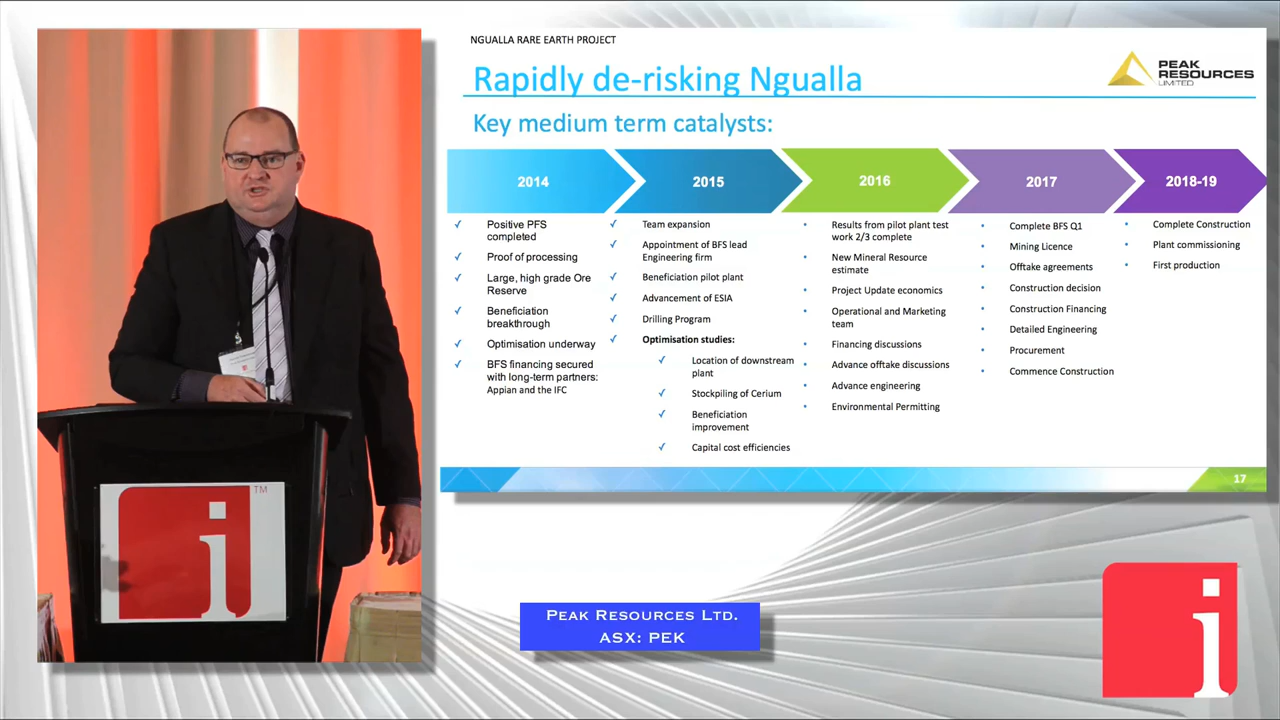 NGUALLA RARE EARTH PROJECT
Rapidly de-risking Ngualla
PEAK
RESOURCES
LIMITED
Key medium term catalysts:
2014
2015
2016
2017
2018-19
✓ Positive PFS
completed
✓ Proof of processing
✓ Large, high grade Ore
Reserve
✓ Beneficiation
breakthrough
✓ Optimisation underway
✓ BFS financing secured
with long-term partners:
Appian and the IFC
✓ Team expansion
✓ Appointment of BFS lead
Engineering firm
✓ Beneficiation pilot plant
✓ Advancement of ESIA
✓ Drilling Program
✓ Optimisation studies:
✓ Location of downstream
plant
✓ Stockpiling of Cerium
✓ Beneficiation
improvement
✓ Capital cost efficiencies
• Results from pilot plant test
work 2/3 complete
• New Mineral Resource
estimate
• Project Update economics
• Operational and Marketing
team
• Financing discussions
• Advance offtake discussions
• Advance engineering
• Environmental Permitting
• Complete BFS Q1
• Mining Licence
• Offtake agreements
• Construction decision
• Construction Financing
• Detailed Engineering
• Procurement
• Commence Construction
• Complete Construction
• Plant commissioning
• First production
17
i
TM
Peak Resources Ltd.
ASX: PEK
i